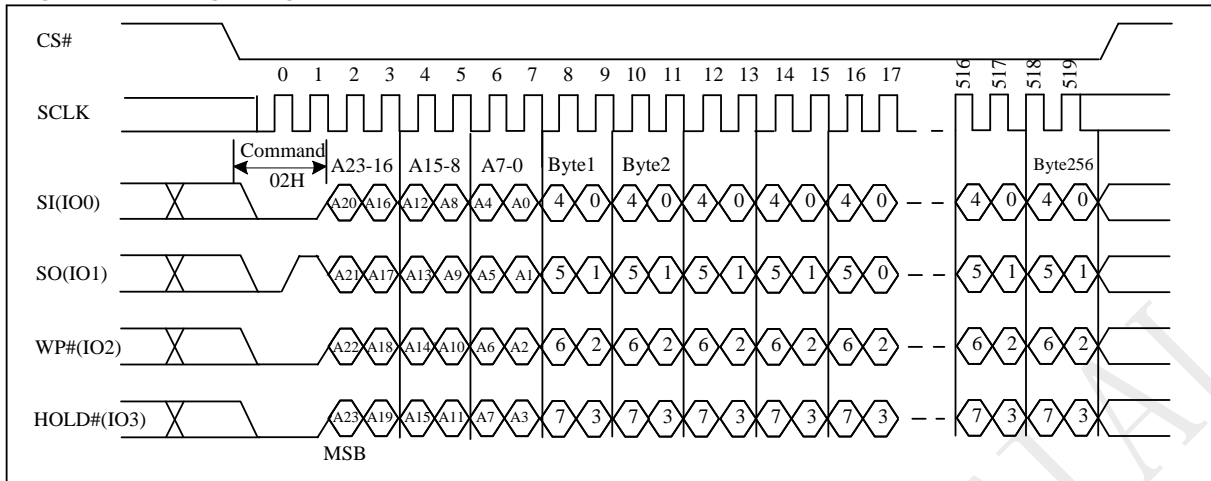 CS#
0 1 2 3 4 5 6 7 8 9 10 11 12 13 14 15 16 17 516 517 518 519
SCLK
Command
02H
A23-16 A15-8 A7-0 Byte1 Byte2 Byte256
SI(IO0) A20 A16 A12 A8 A4 A0 4 0 4 0 4 0 4 0 4 0 4 0 4 0
SO(IO1) A21 A17 A13 A9 A5 A1 5 1 5 1 5 1 5 1 5 0 5 1 5 1
WP#(IO2) A22 A18 A14 A10 A6 A2 6 2 6 2 6 2 6 2 6 2 6 2 6 2
HOLD#(IO3) A23 A19 A15 A11 A7 A3 7 3 7 3 7 3 7 3 7 3 7 3 7 3
MSB